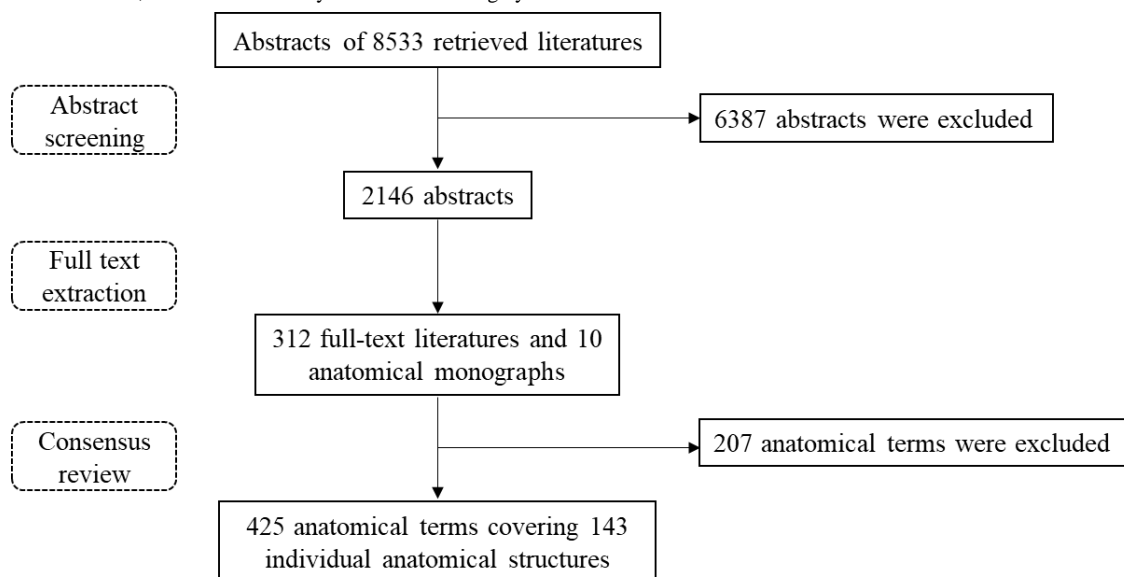 Abstracts of 8533 retrieved literatures
Abstract
screening
6387 abstracts were excluded
2146 abstracts
Full text
extraction
312 full-text literatures and 10
anatomical monographs
Consensus
review
207 anatomical terms were excluded
425 anatomical terms covering 143
individual anatomical structures